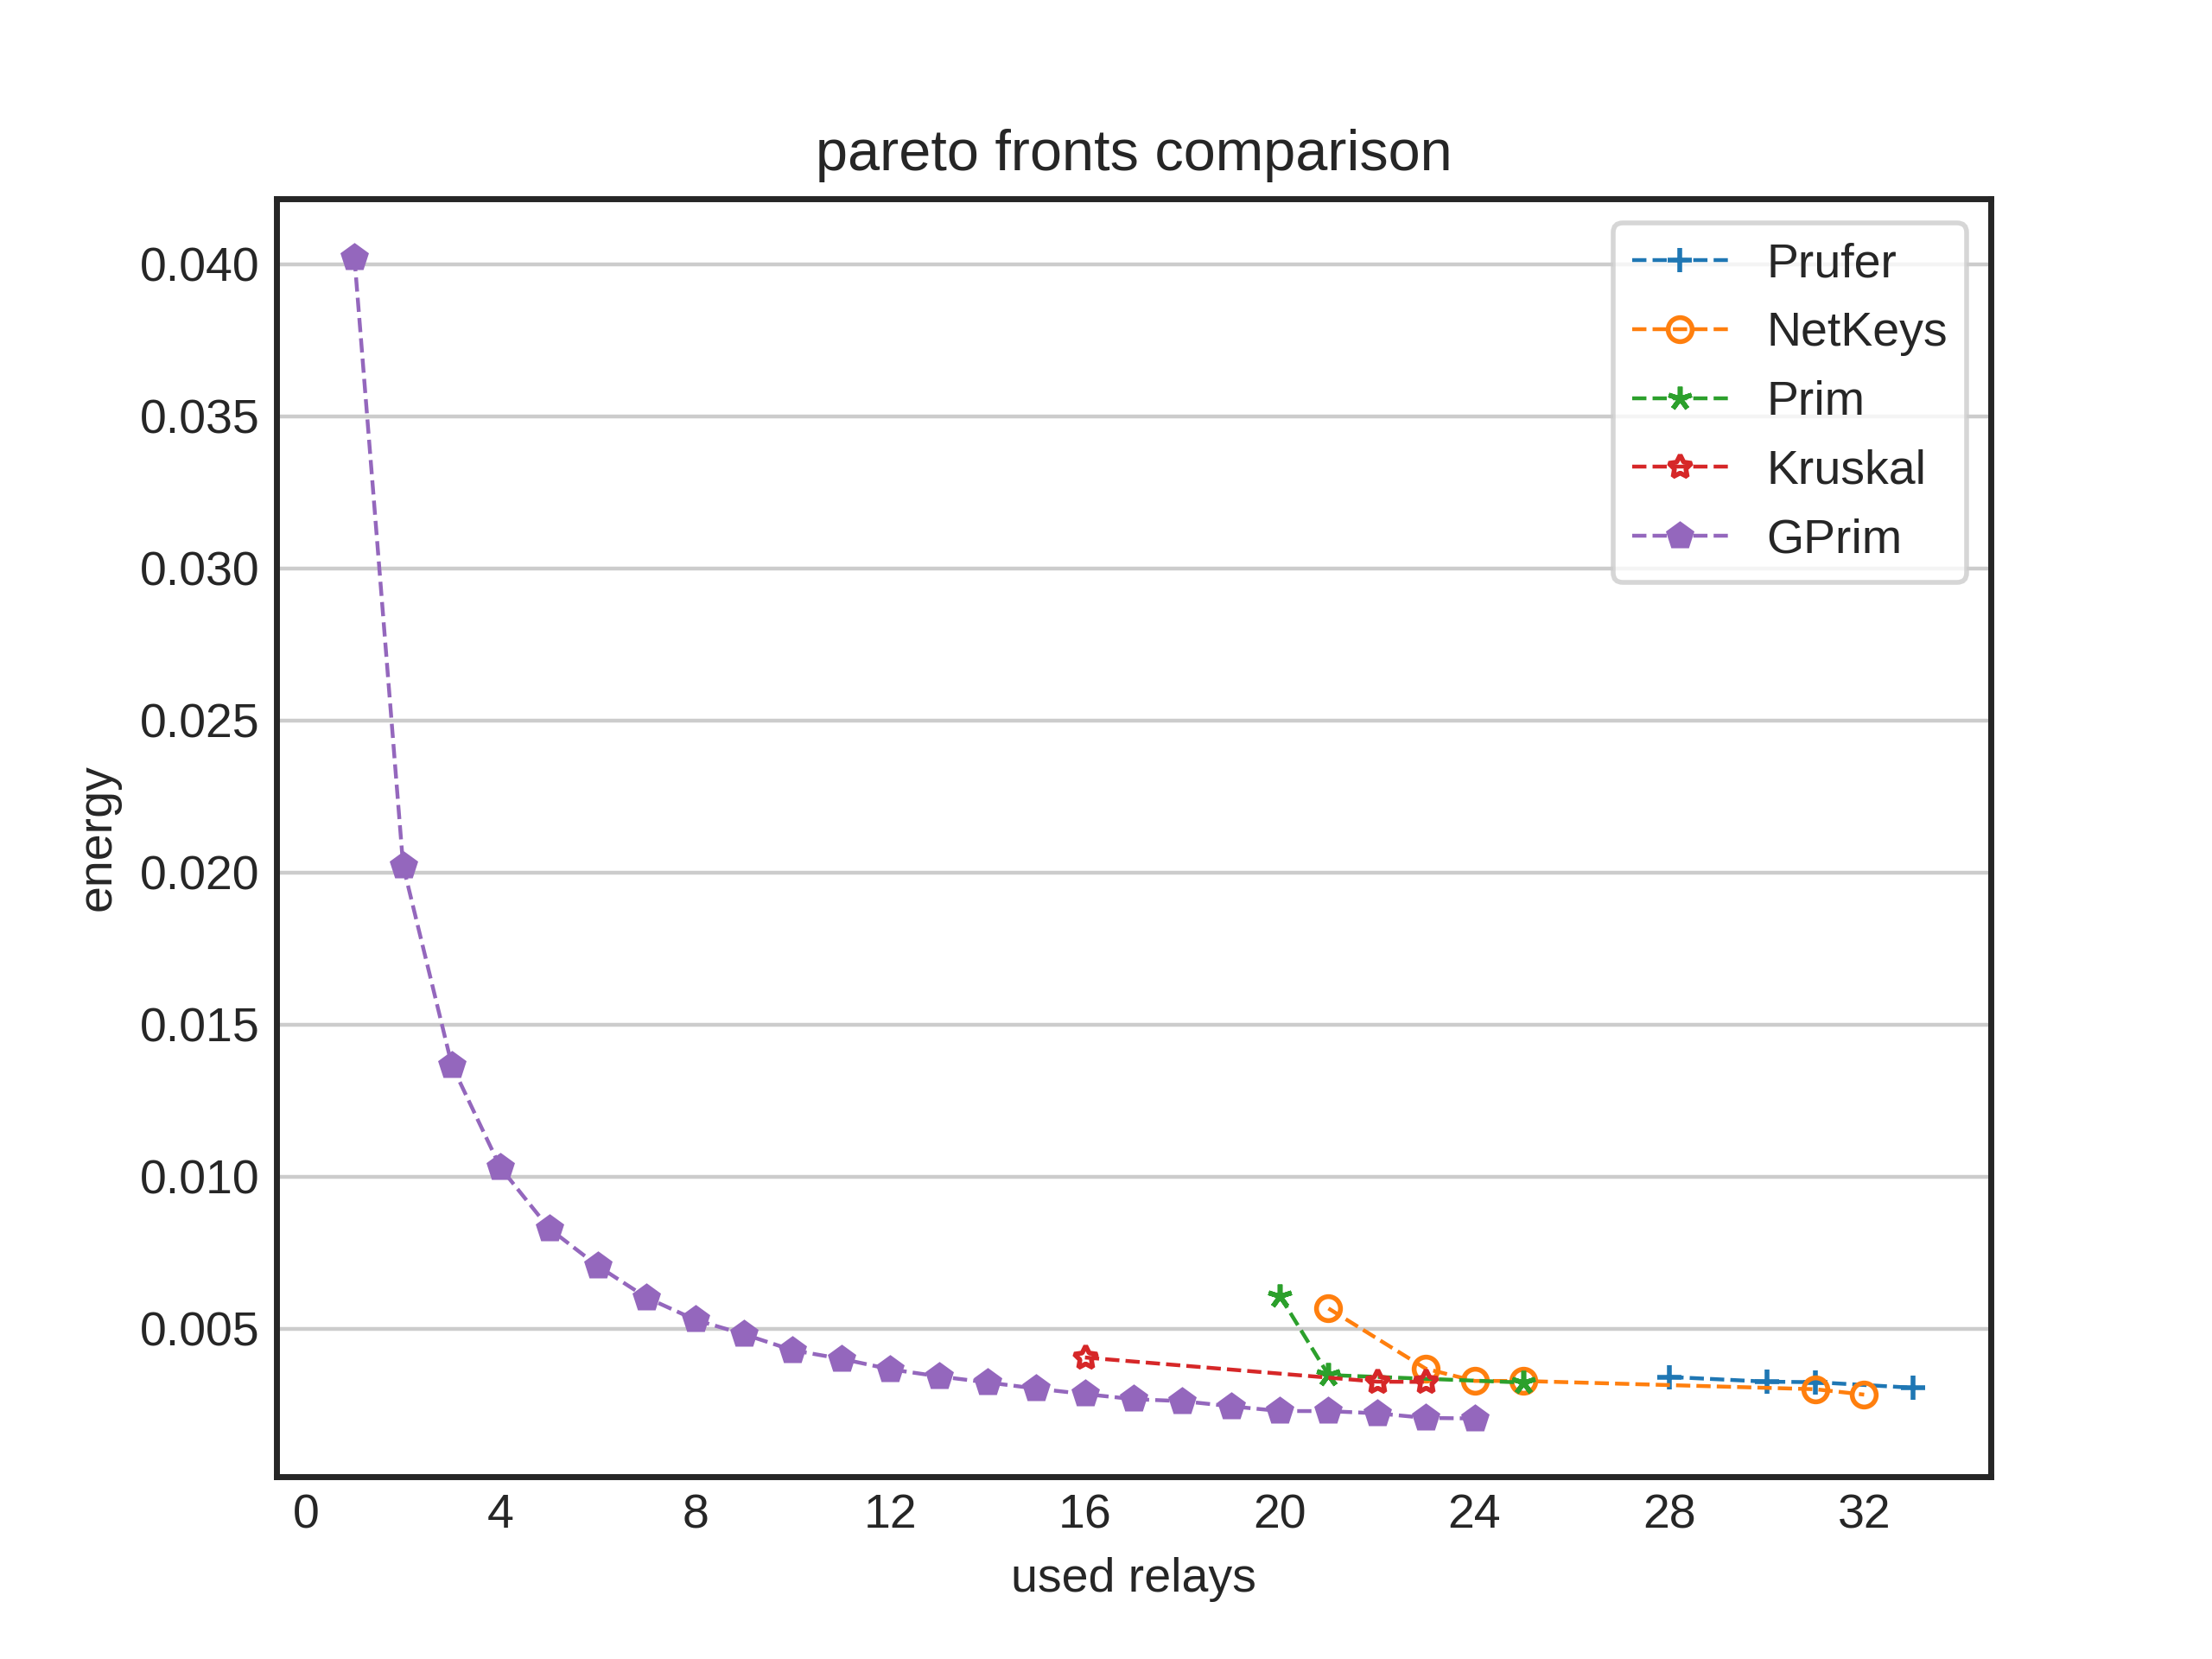 pareto fronts comparison
0.040
0.035
0.030
0.025
0.020
0.015
0.010
0.005
energy
Prufer
NetKeys
Prim
Kruskal
GPrim
0 4 8 12 16 20 24 28 32
used relays